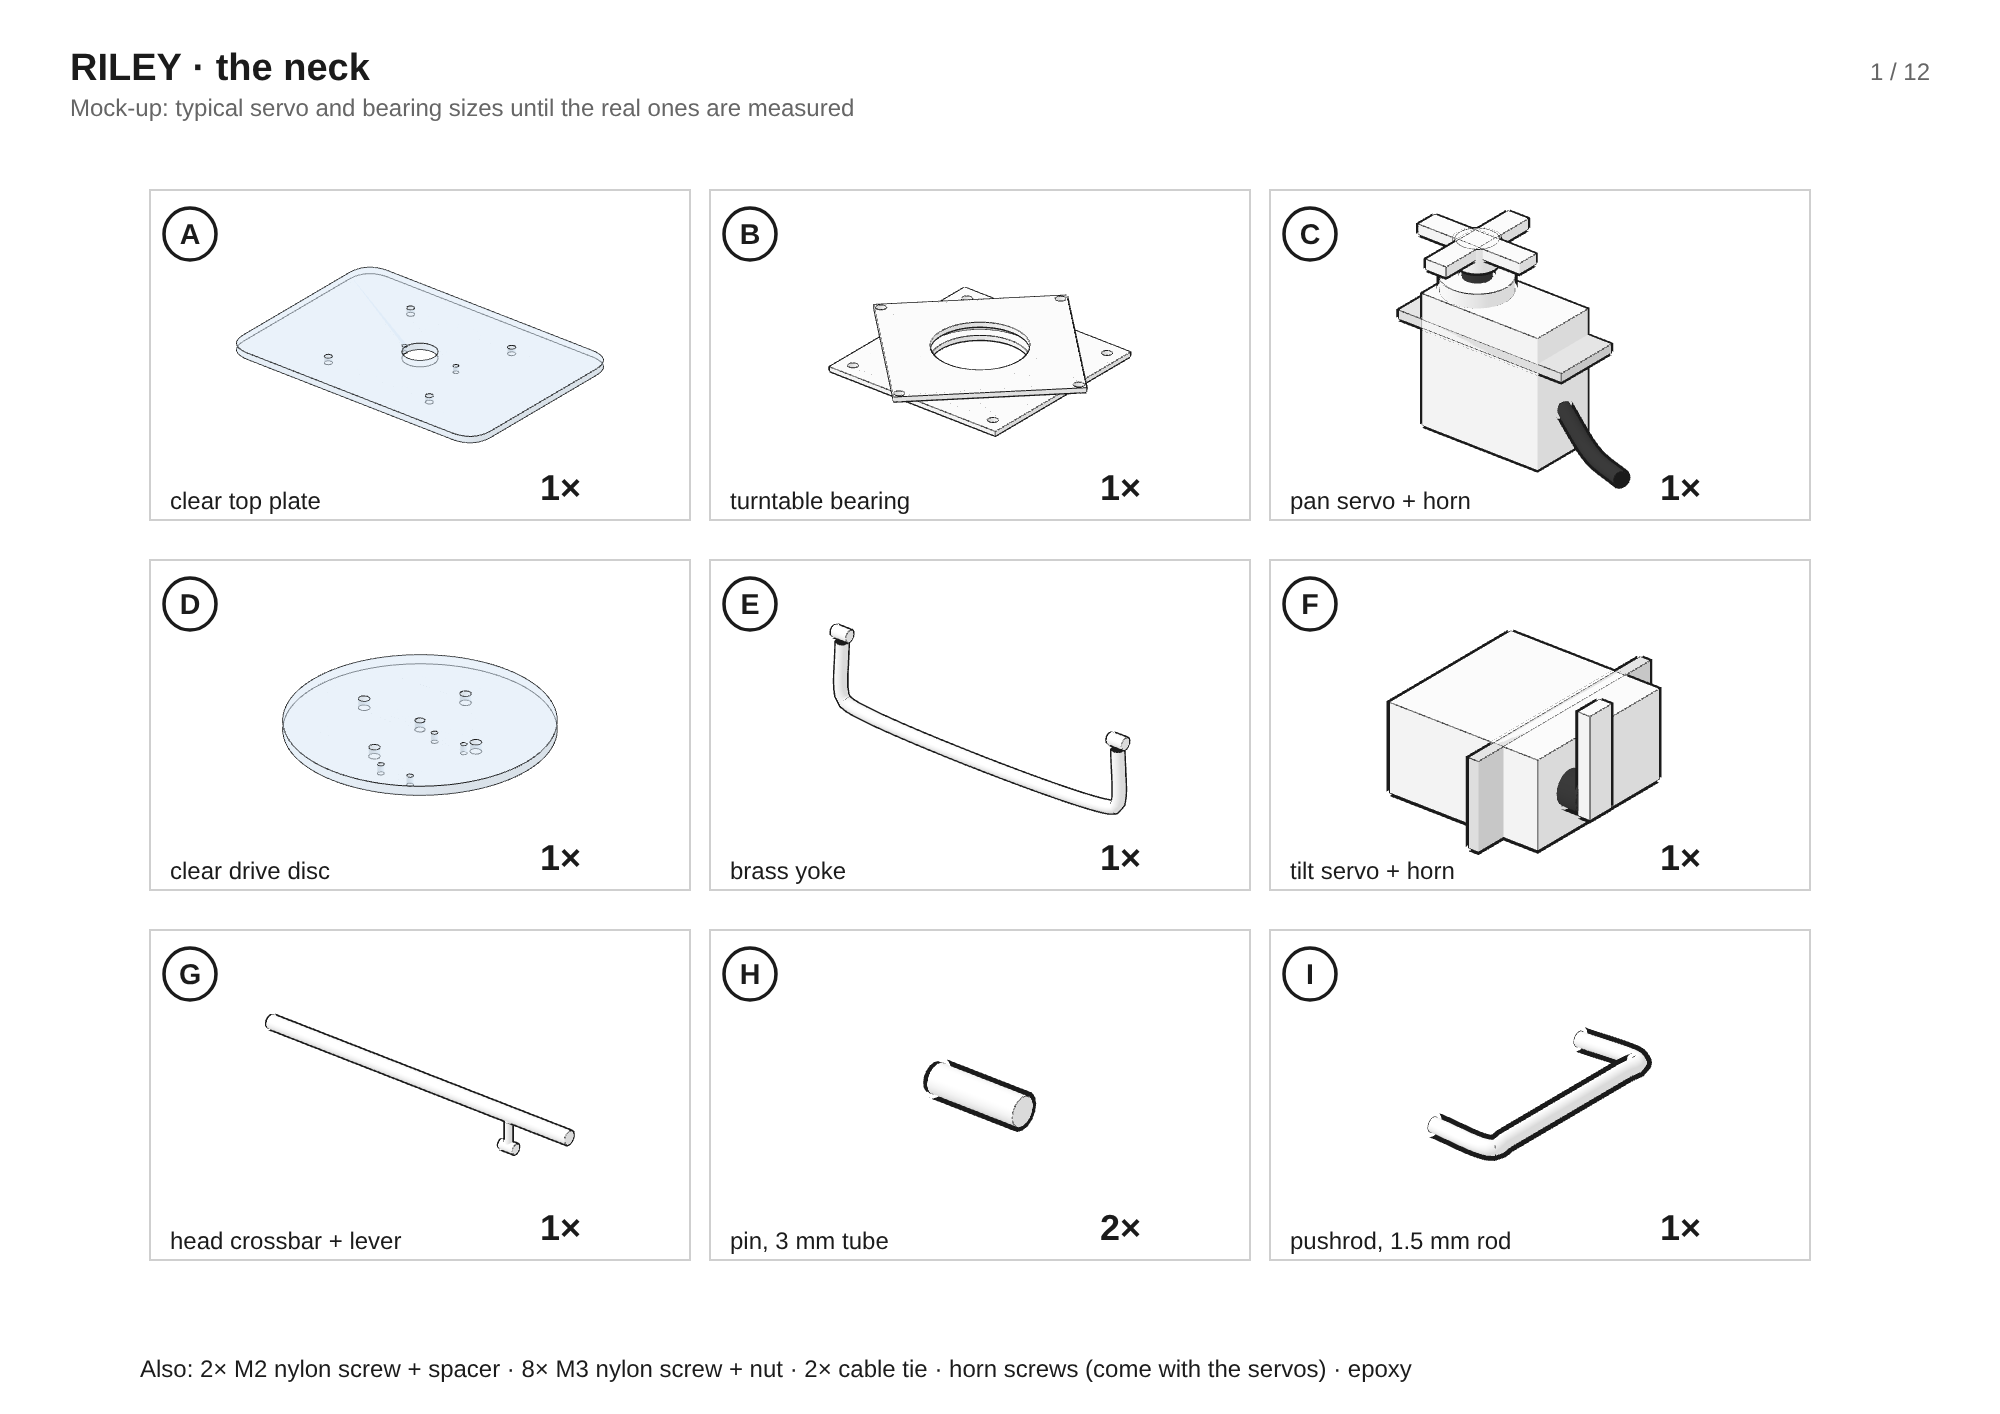 RILEY · the neck
1 / 12
Mock-up: typical servo and bearing sizes until the real ones are measured
A
B
C
clear top plate
1×
turntable bearing
1×
pan servo + horn
1×
D
E
F
clear drive disc
1×
brass yoke
1×
tilt servo + horn
1×
G
H
I
head crossbar + lever
1×
pin, 3 mm tube
2×
pushrod, 1.5 mm rod
1×
Also: 2× M2 nylon screw + spacer · 8× M3 nylon screw + nut · 2× cable tie · horn screws (come with the servos) · epoxy